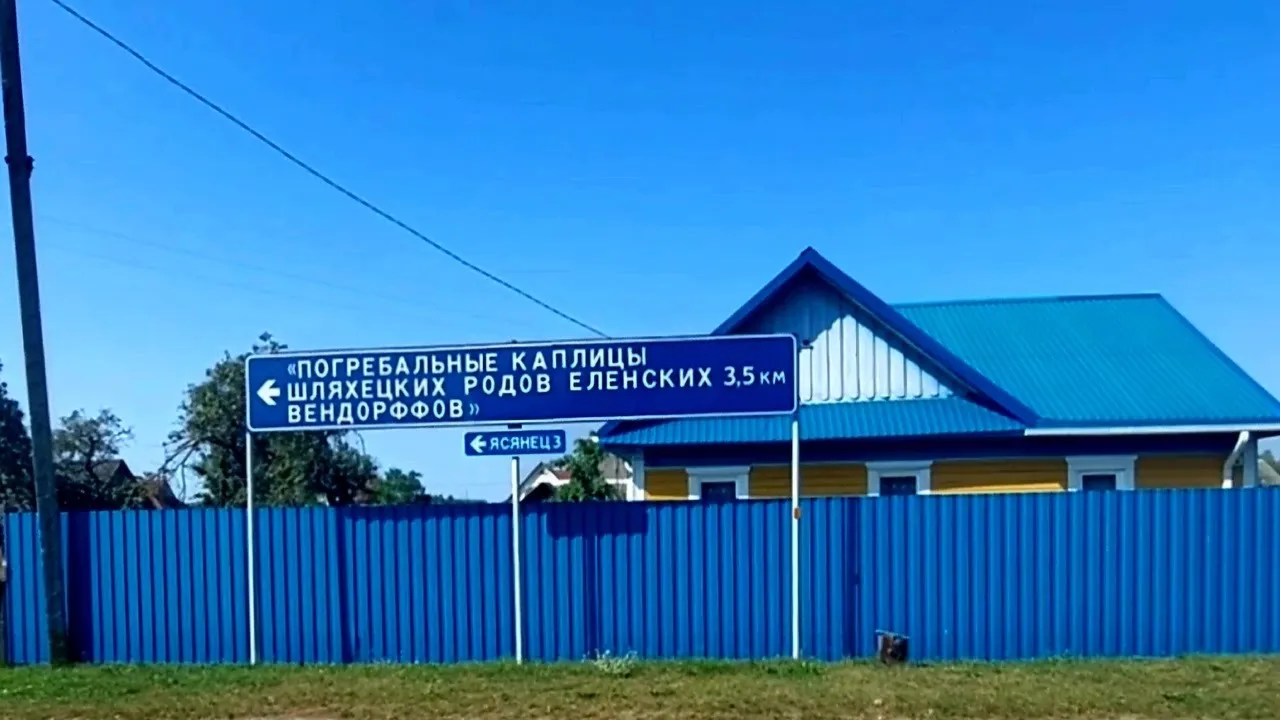 «ПОГРЕБАЛЬНЫЕ КАПЛИЦЫ
ШЛЯХЕЦКИХ РОДОВ ЕЛЕНСКИХ 3,5 КМ
ВЕНДОРФФОВ»
ЯСЯНЕЦ 3